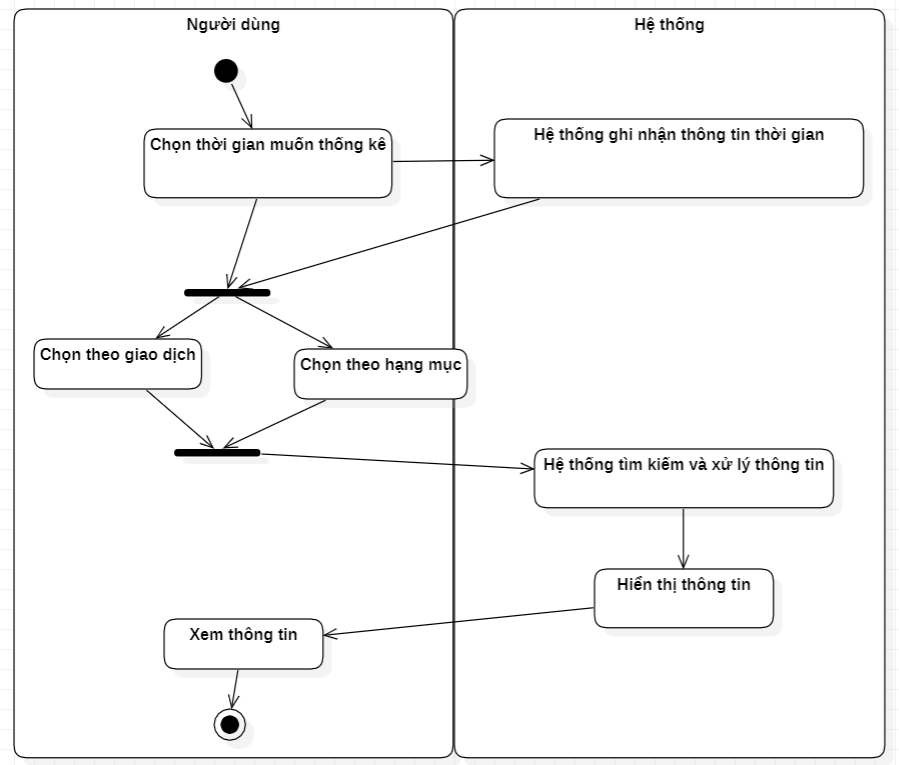 Người dùng
Hệ thống
Chọn thời gian muốn thống kê
Hệ thống ghi nhận thông tin thời gian
Chọn theo giao dịch
Chọn theo hạng mục
Hệ thống tìm kiếm và xử lý thông tin
Hiển thị thông tin
Xem thông tin